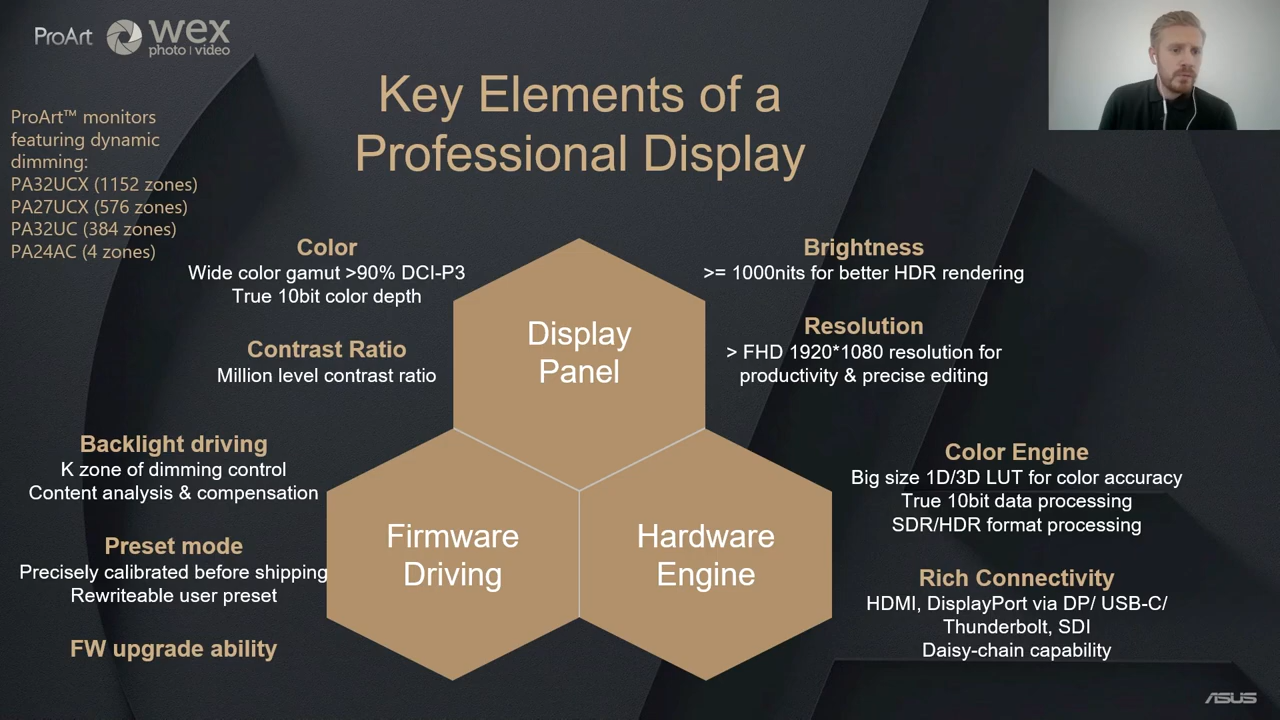 ProArt
wex
photo | video
Key Elements of a
Professional Display
ProArt™ monitors
featuring dynamic
dimming:
PA32UCX (1152 zones)
PA27UCX (576 zones)
PA32UC (384 zones)
PA24AC (4 zones)
Color
Wide color gamut >90% DCI-P3
True 10bit color depth
Contrast Ratio
Million level contrast ratio
Brightness
>= 1000nits for better HDR rendering
Resolution
> FHD 1920*1080 resolution for
productivity & precise editing
Display
Panel
Backlight driving
K zone of dimming control
Content analysis & compensation
Preset mode
Precisely calibrated before shipping
Rewriteable user preset
FW upgrade ability
Firmware
Driving
Hardware
Engine
Color Engine
Big size 1D/3D LUT for color accuracy
True 10bit data processing
SDR/HDR format processing
Rich Connectivity
HDMI, DisplayPort via DP/ USB-C/
Thunderbolt, SDI
Daisy-chain capability
ASUS